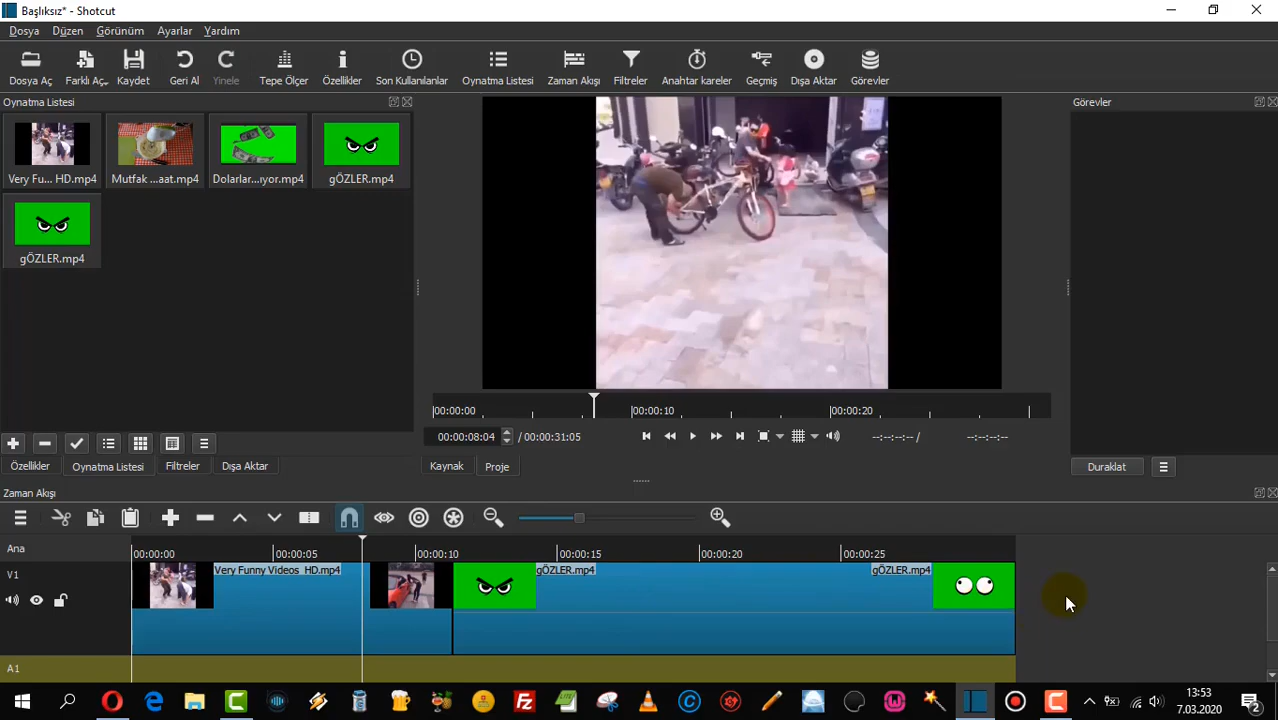 Başlıksız* - Shotcut
Dosya Düzen Görünüm Ayarlar Yardım
Dosya Aç Farklı Aç.. Kaydet Geri Al Yinele Tepe Ölçer Özellikler Son Kullanılanlar Oynatma Listesi Zaman Akışı Filtreler Anahtar kareler Geçmiş Dışa Aktar Görevler
Oynatma Listesi
Görevler
Very Fu... HD.mp4 Mutfak ...aat.mp4 Dolarlar...ıyor.mp4 gÖZLER.mp4
gÖZLER.mp4
00:00:00 00:00:10 00:00:20
00:00:08:04 / 00:00:31:05 --:--:--:-- / --:--:--:--
Özellikler Oynatma Listesi Filtreler Dışa Aktar Kaynak Proje Duraklat
Zaman Akışı
Ana 00:00:00 00:00:05 00:00:10 00:00:15 00:00:20 00:00:25
V1 Very Funny Videos HD.mp4 gÖZLER.mp4 gÖZLER.mp4
A1
13:53
7.03.2020
2